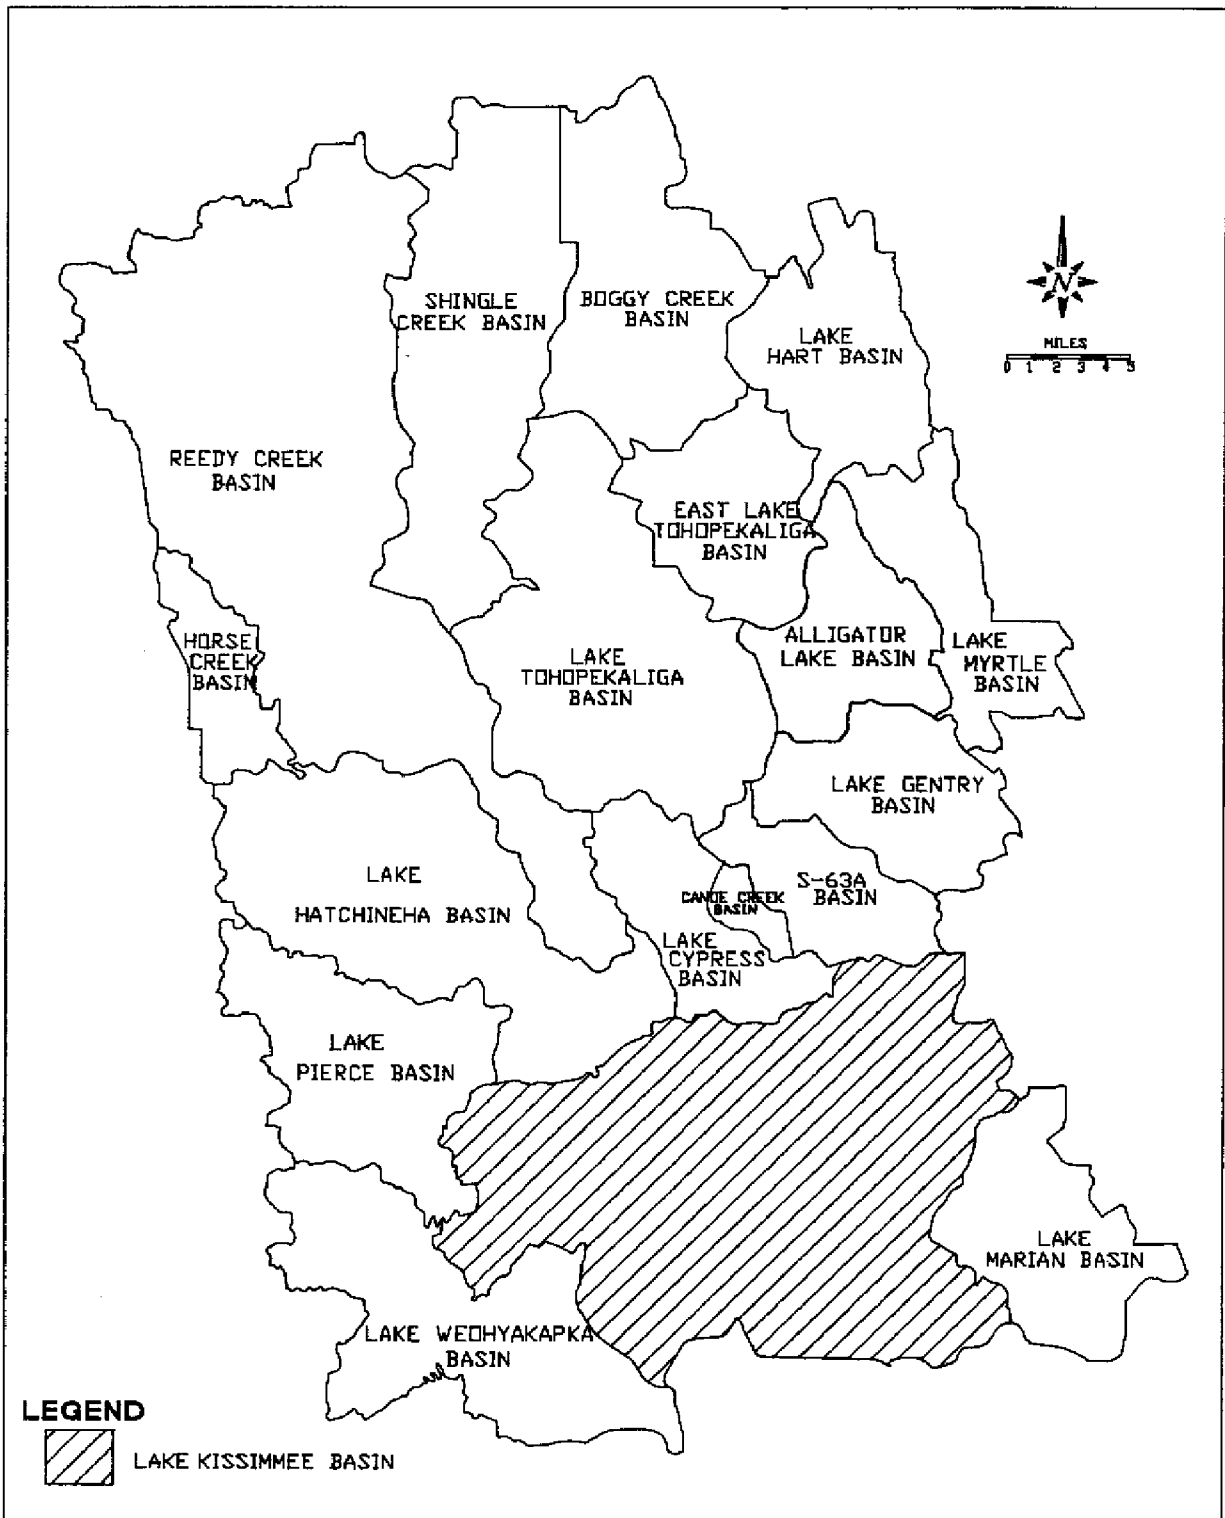 SHINGLE
CREEK BASIN
BOGGY CREEK
BASIN
LAKE
HART BASIN
N
MILES
0 1 2 3 4 5
REEDY CREEK
BASIN
EAST LAKE
TOHOPEKALIGA
BASIN
HORSE
CREEK
BASIN
LAKE
TOHOPEKALIGA
BASIN
ALLIGATOR
LAKE BASIN
LAKE
MYRTLE
BASIN
LAKE GENTRY
BASIN
LAKE
HATCHINEHA BASIN
CANOE CREEK
BASIN
S-63A
BASIN
LAKE
CYPRESS
BASIN
LAKE
PIERCE BASIN
LAKE
MARIAN BASIN
LAKE WEOHYAKAPKA
BASIN
LEGEND
LAKE KISSIMMEE BASIN